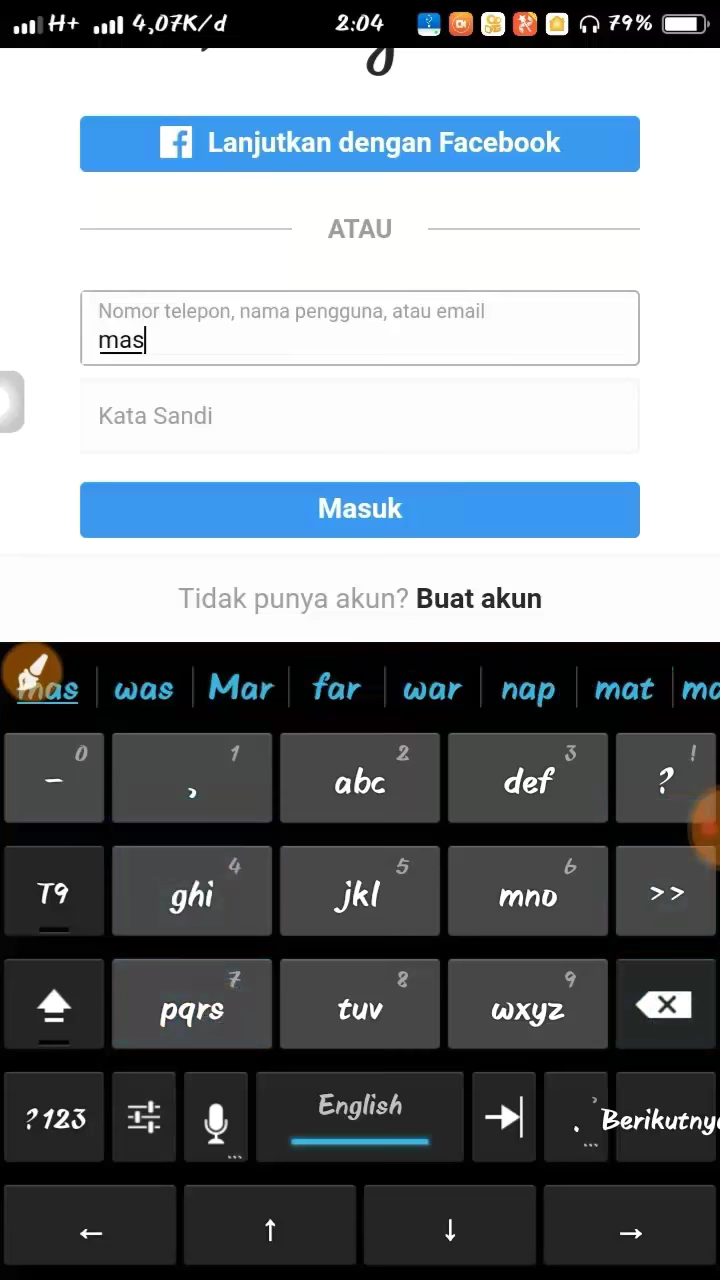 H+ 4,07K/d 2:04 79%
Lanjutkan dengan Facebook
ATAU
Nomor telepon, nama pengguna, atau email
mas
Kata Sandi
Masuk
Tidak punya akun? Buat akun
mas was Mar far war nap mat
- 0 , 1 abc 2 def 3 ? !
T9 ghi 4 jkl 5 mno 6 >>
pqrs 7 tuv 8 wxyz 9
?123 English . Berikutnya
← ↑ ↓ →